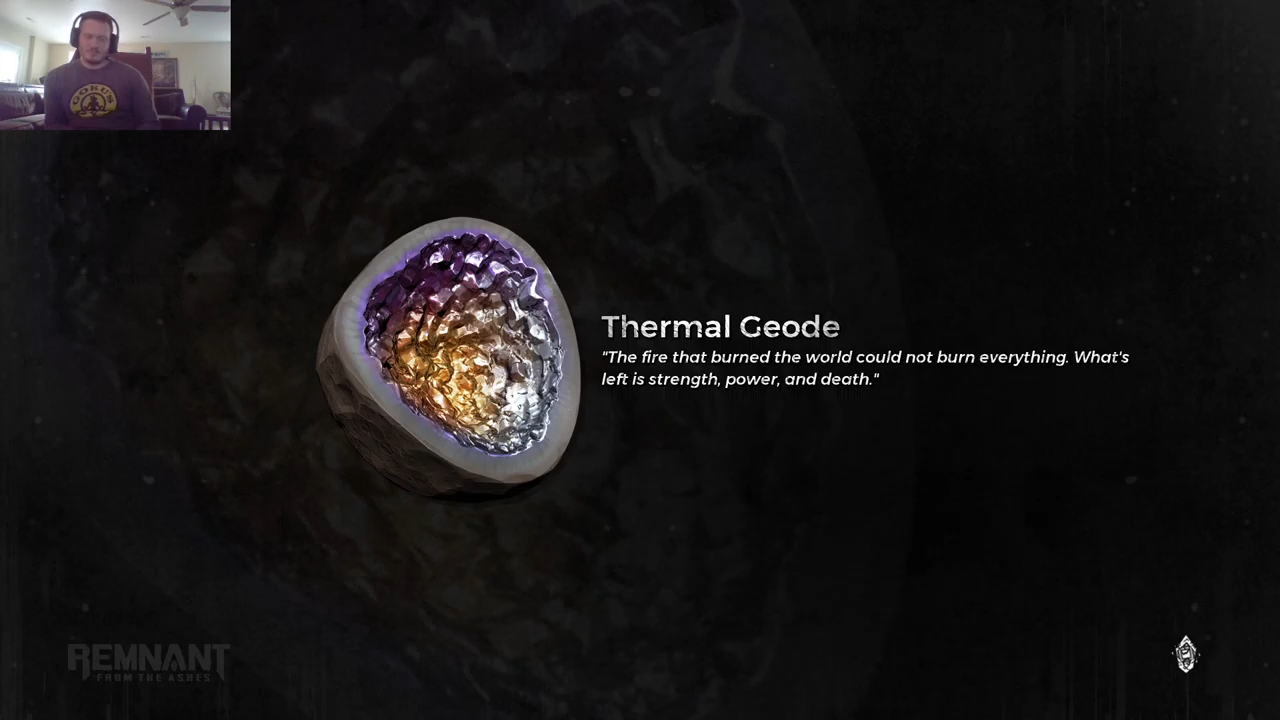 GOKU'S
Thermal Geode
"The fire that burned the world could not burn everything. What's
left is strength, power, and death."
REMNANT
FROM THE ASHES